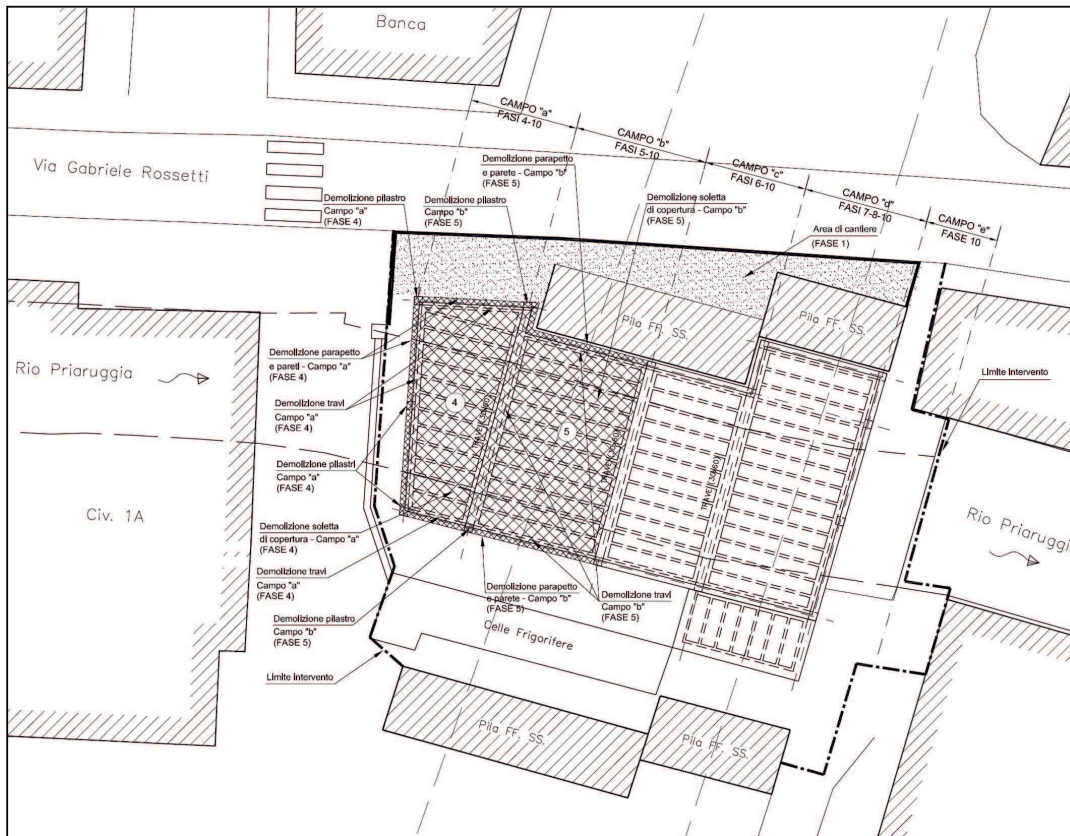 Banca
CAMPO "a"
FASI 4-10
CAMPO "b"
FASI 5-10
CAMPO "c"
FASI 6-10
CAMPO "d"
FASI 7-8-10
CAMPO "e"
FASE 10
Via Gabriele Rossetti
Demolizione parapetto
e parete - Campo "b"
(FASE 5)
Demolizione pilastro
Campo "a"
(FASE 4)
Demolizione pilastro
Campo "b"
(FASE 5)
Demolizione soletta
di copertura - Campo "b"
(FASE 5)
Area di cantiere
(FASE 1)
Pila FF. SS.
Pila FF. SS.
Demolizione parapetto
e pareti - Campo "a"
(FASE 4)
Rio Priaruggia
Limite intervento
Demolizione travi
Campo "a"
(FASE 4)
4
5
Demolizione pilastri
Campo "a"
(FASE 4)
Rio Priaruggi
Civ. 1A
Demolizione soletta
di copertura - Campo "a"
(FASE 4)
Demolizione travi
Campo "a"
(FASE 4)
Demolizione parapetto
e parete - Campo "b"
(FASE 5)
Demolizione travi
Campo "b"
(FASE 5)
Demolizione pilastro
Campo "b"
(FASE 5)
Celle Frigorifere
Limite intervento
Pila FF. SS.
Pila FF. SS.